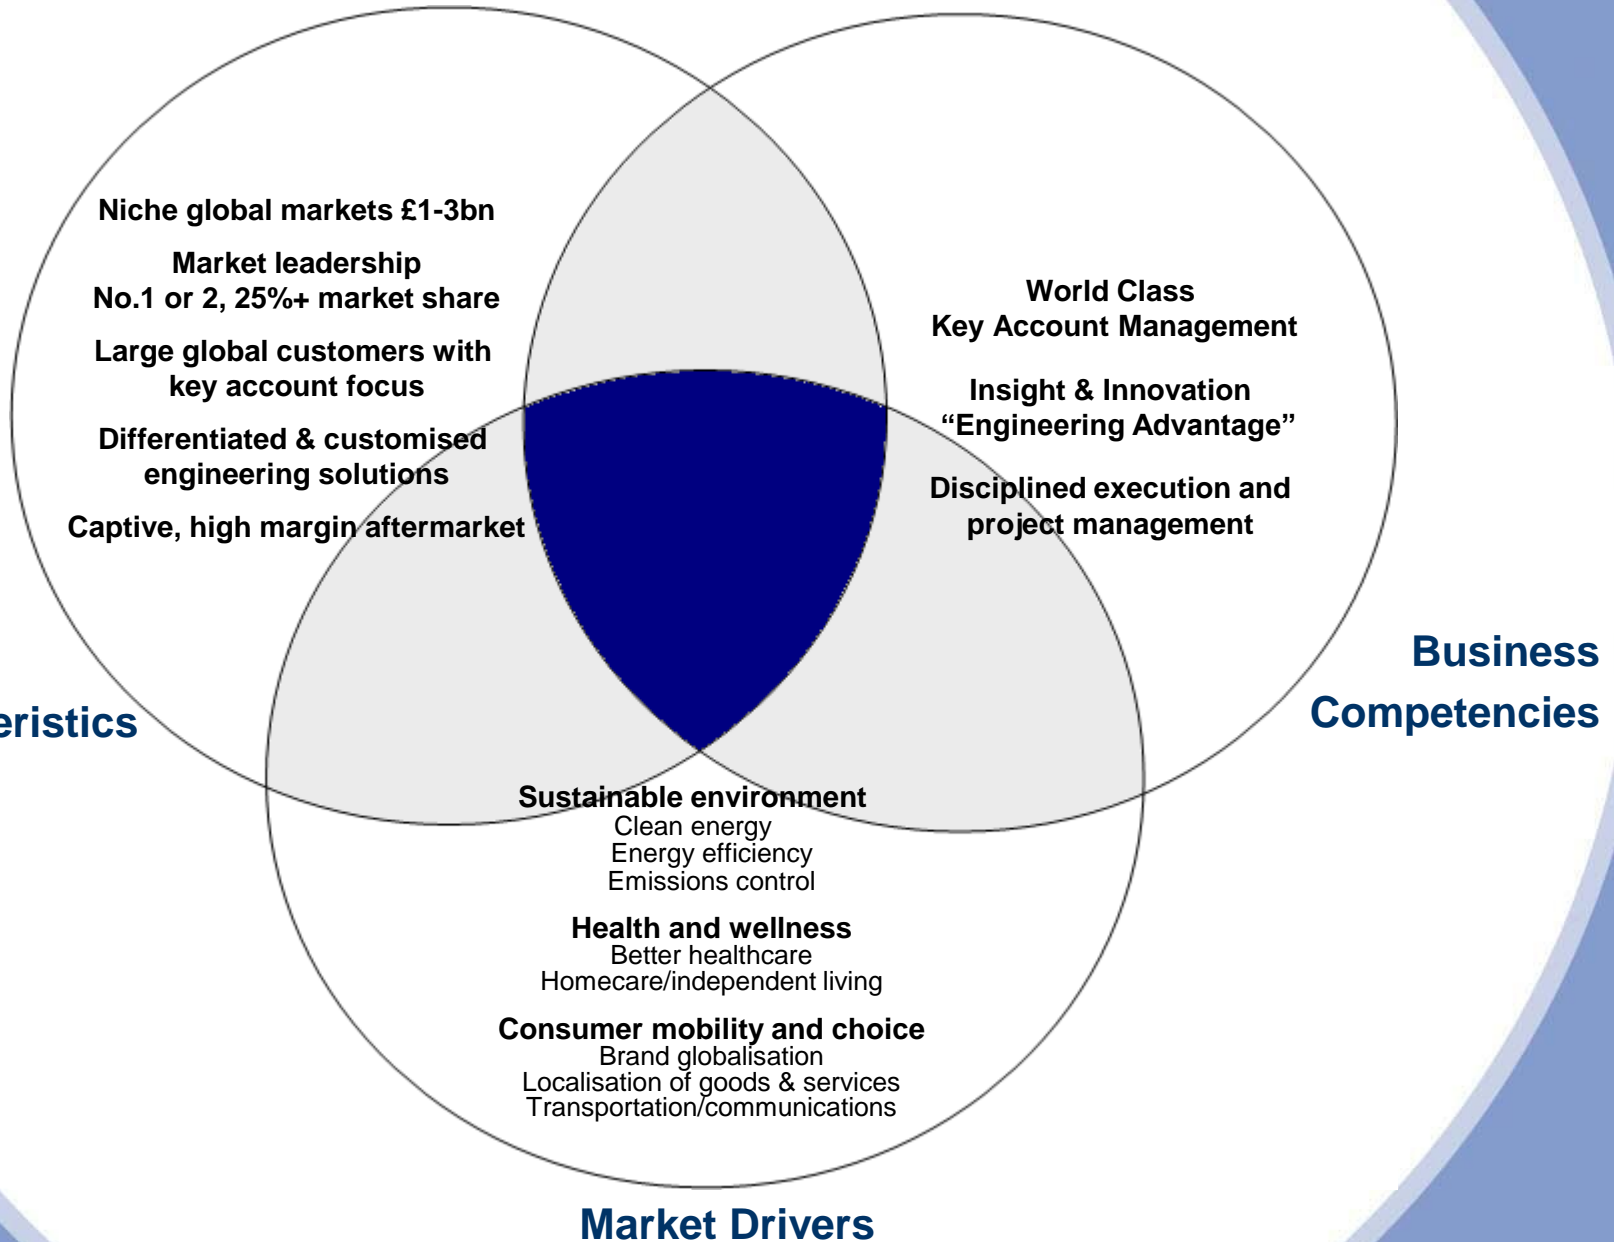 Niche global markets £1-3bn
Market leadership
No.1 or 2, 25%+ market share
Large global customers with
key account focus
Differentiated & customised
engineering solutions
Captive, high margin aftermarket
World Class
Key Account Management
Insight & Innovation
“Engineering Advantage”
Disciplined execution and
project management
Business
Competencies
eristics
Sustainable environment
Clean energy
Energy efficiency
Emissions control
Health and wellness
Better healthcare
Homecare/independent living
Consumer mobility and choice
Brand globalisation
Localisation of goods & services
Transportation/communications
Market Drivers